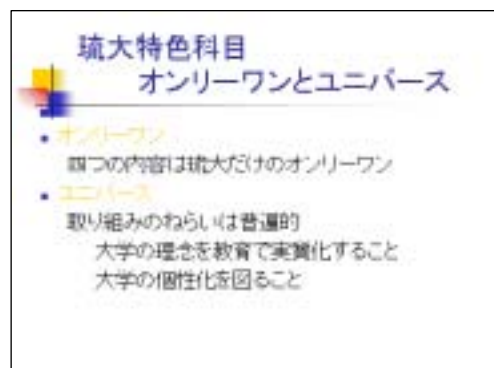 琉大特色科目
オンリーワンとユニバース
オンリーワン
四つの内容は琉大だけのオンリーワン
ユニバース
取り組みのねらいは普遍的
大学の理念を教育で実質化すること
大学の個性化を図ること